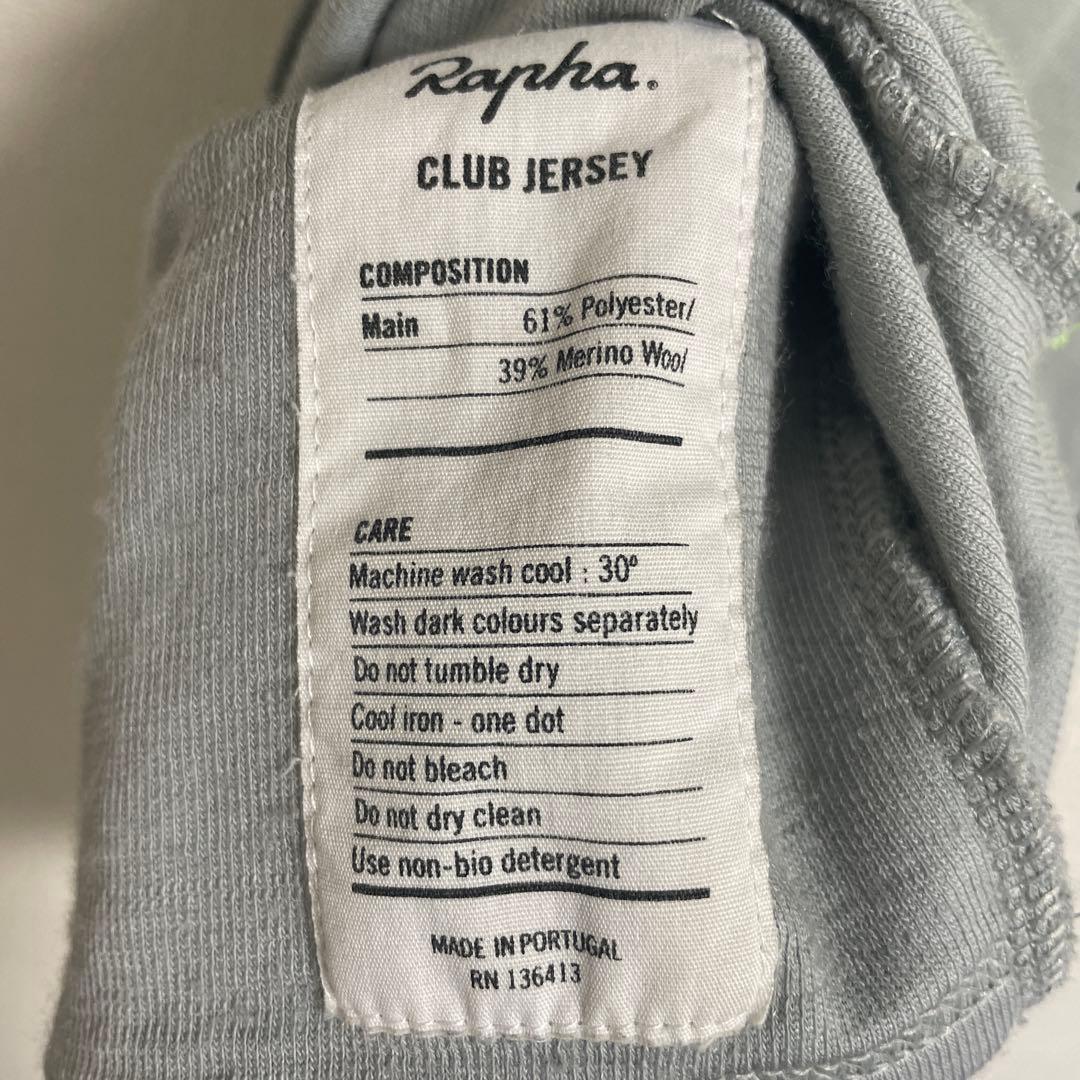 Rapha.
CLUB JERSEY
COMPOSITION
Main 61% Polyester/
39% Merino Wool
CARE
Machine wash cool : 30º
Wash dark colours separately
Do not tumble dry
Cool iron - one dot
Do not bleach
Do not dry clean
Use non-bio detergent
MADE IN PORTUGAL
RN 136413